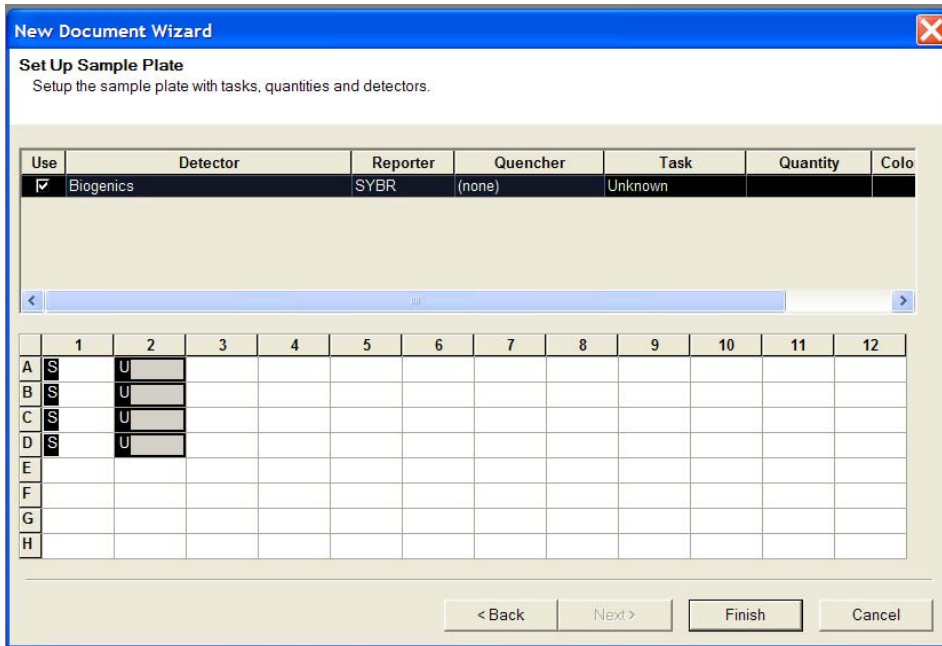 New Document Wizard
Set Up Sample Plate
Setup the sample plate with tasks, quantities and detectors.
Use Detector Reporter Quencher Task Quantity Colo
Biogenics SYBR (none) Unknown
1 2 3 4 5 6 7 8 9 10 11 12
A S U
B S U
C S U
D S U
E
F
G
H
< Back Next > Finish Cancel